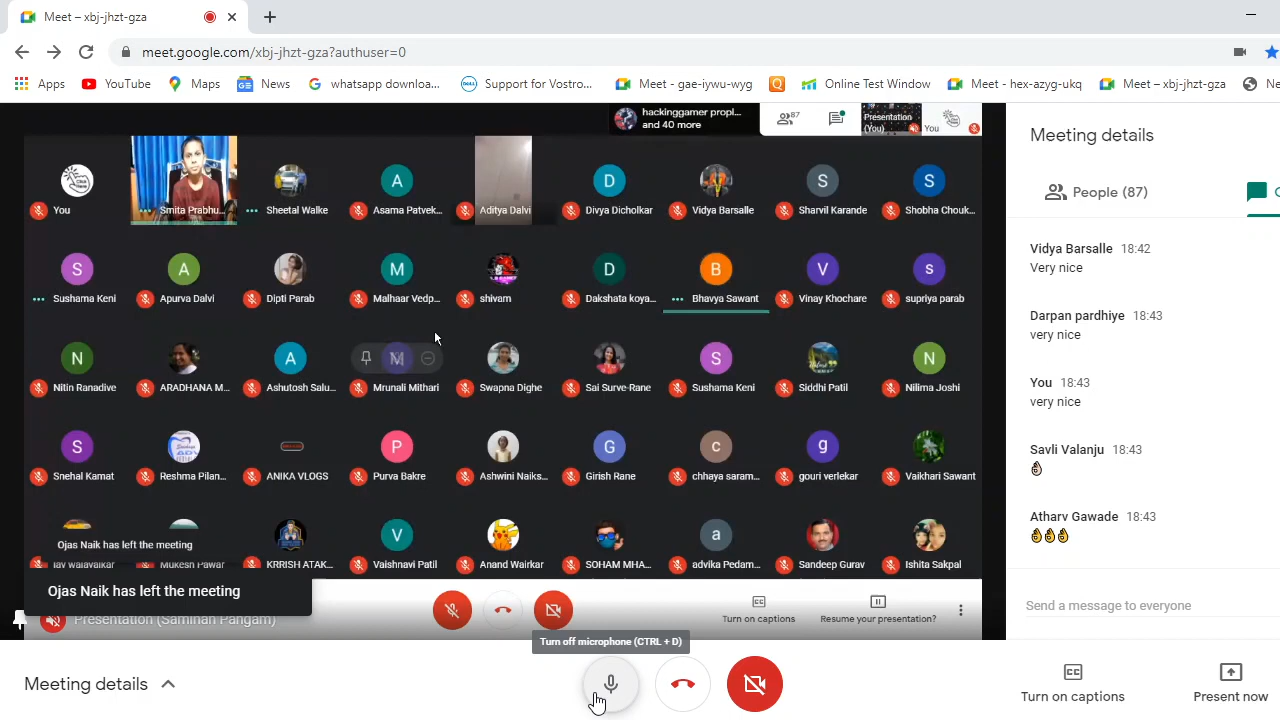 Meet – xbj-jhzt-gza
meet.google.com/xbj-jhzt-gza?authuser=0
Apps YouTube Maps News whatsapp downloa... Support for Vostro... Meet - gae-iywu-wyg Online Test Window Meet - hex-azyg-ukq Meet – xbj-jhzt-gza Ne
hackinggamer propl...
and 40 more
87
Presentation
(You)
You
Meeting details
People (87)
You Smita Prabhu... Sheetal Walke Asama Patvek... Aditya Dalvi Divya Dicholkar Vidya Barsalle Sharvil Karande Shobha Chouk...
Sushama Keni Apurva Dalvi Dipti Parab Malhaar Vedp... shivam Dakshata koya... Bhavya Sawant Vinay Khochare supriya parab
Nitin Ranadive ARADHANA M... Ashutosh Salu... Mrunali Mithari Swapna Dighe Sai Surve-Rane Sushama Keni Siddhi Patil Nilima Joshi
Snehal Kamat Reshma Pilan... ANIKA VLOGS Purva Bakre Ashwini Naiks... Girish Rane chhaya saram... gouri verlekar Vaikhari Sawant
Ojas Naik has left the meeting
Mukesh Pawar KRRISH ATAK... Vaishnavi Patil Anand Wairkar SOHAM MHA... advika Pedam... Sandeep Gurav Ishita Sakpal
Ojas Naik has left the meeting
Presentation (Saminan Pangam)
Turn on captions
Resume your presentation?
Turn off microphone (CTRL + D)
Vidya Barsalle 18:42
Very nice
Darpan pardhiye 18:43
very nice
You 18:43
very nice
Savli Valanju 18:43
👌🏻
Atharv Gawade 18:43
👌👌👌
Send a message to everyone
Meeting details
Turn on captions
Present now